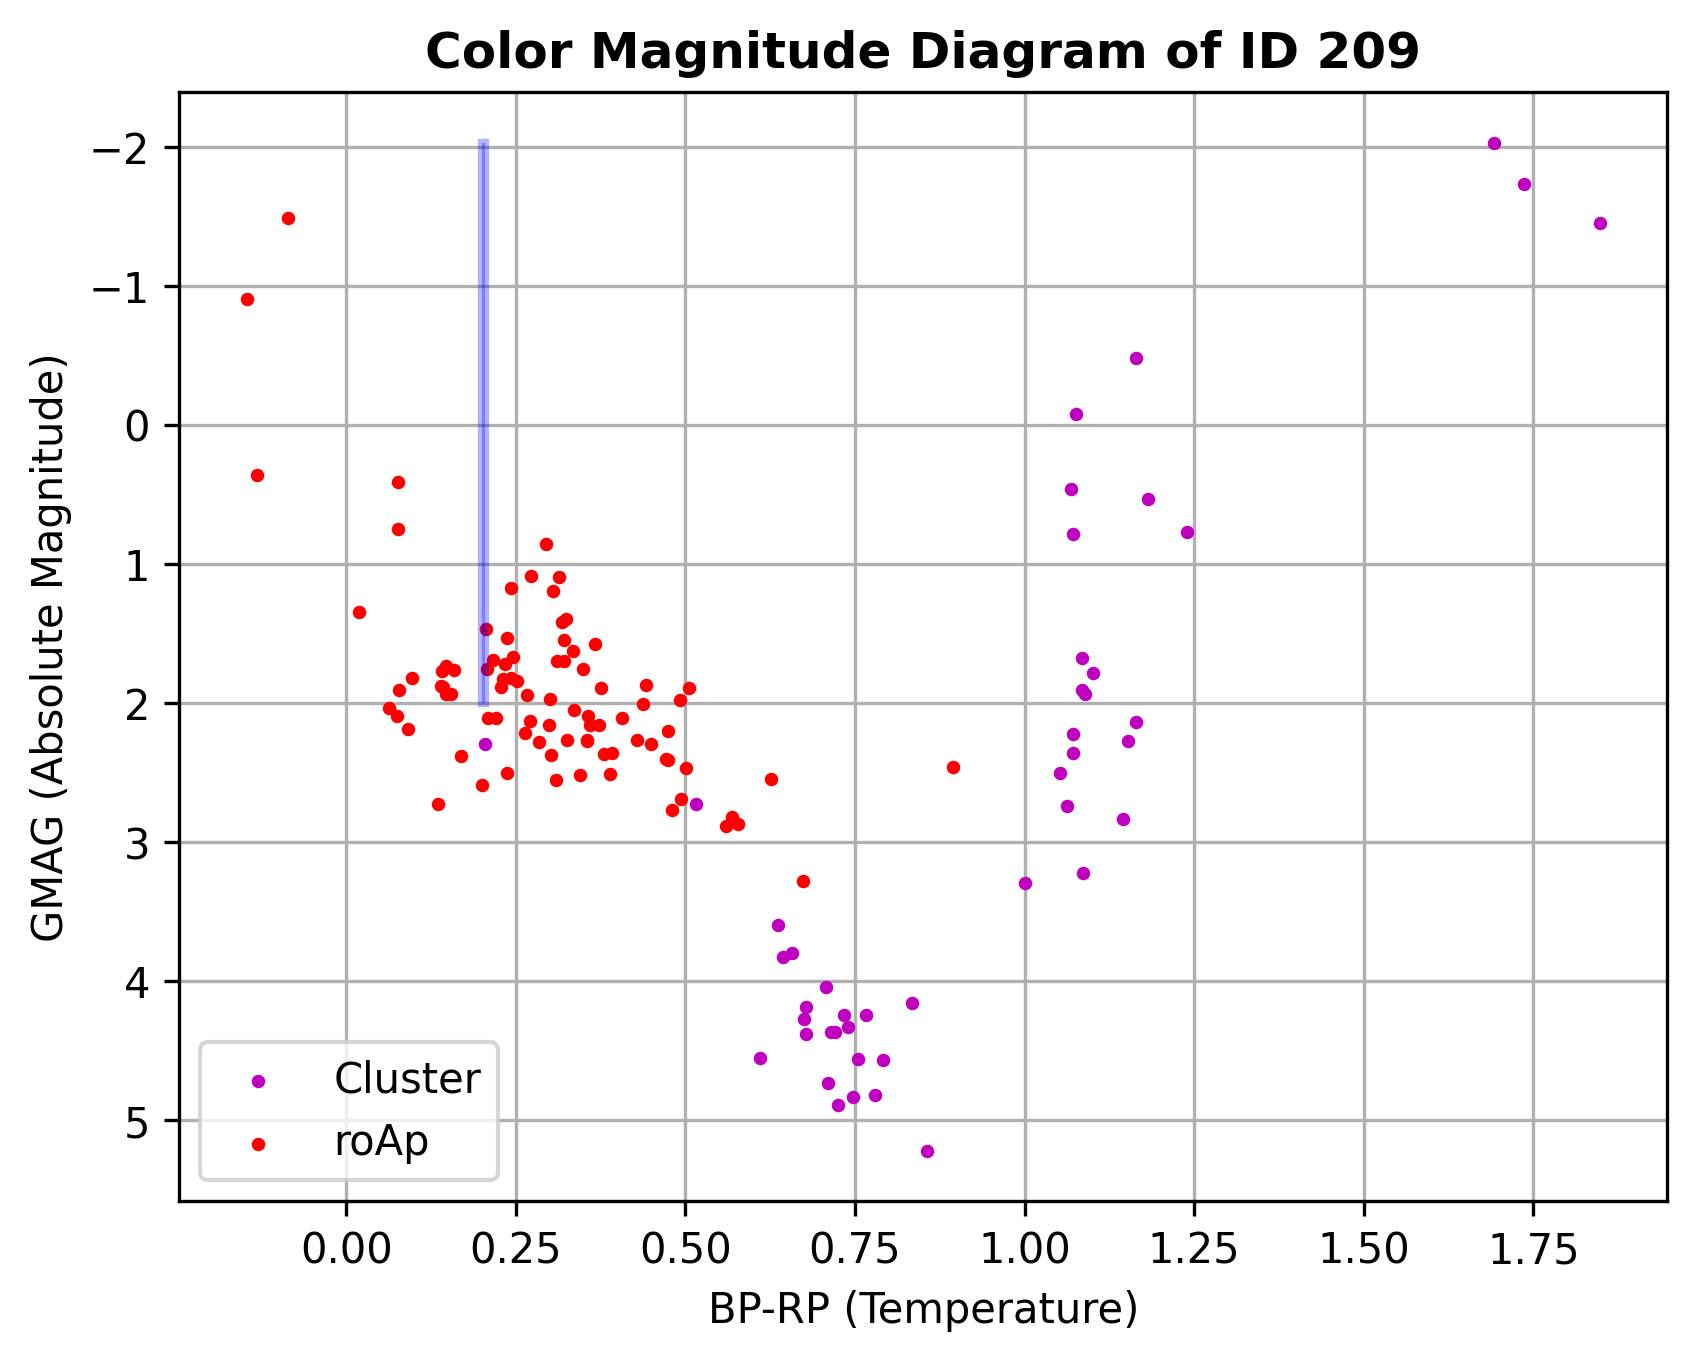 Color Magnitude Diagram of ID 209
GMAG (Absolute Magnitude)
−2
−1
0
1
2
3
4
5
Cluster
roAp
0.00 0.25 0.50 0.75 1.00 1.25 1.50 1.75
BP-RP (Temperature)